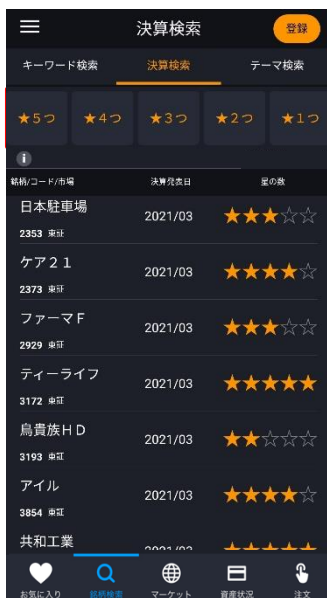 決算検索
登録
キーワード検索 決算検索 テーマ検索
★5つ ★4つ ★3つ ★2つ ★1つ
i
銘柄/コード/市場 決算発表日 星の数
日本駐車場
2353 東証 2021/03 ★★★☆☆
ケア21
2373 東証 2021/03 ★★★★☆
ファーマF
2929 東証 2021/03 ★★★☆☆
ティーライフ
3172 東証 2021/03 ★★★★★
鳥貴族HD
3193 東証 2021/03 ★★☆☆☆
アイル
3854 東証 2021/03 ★★★★☆
共和工業
2021/03 ★★★★★
お気に入り 銘柄検索 マーケット 資産状況 注文